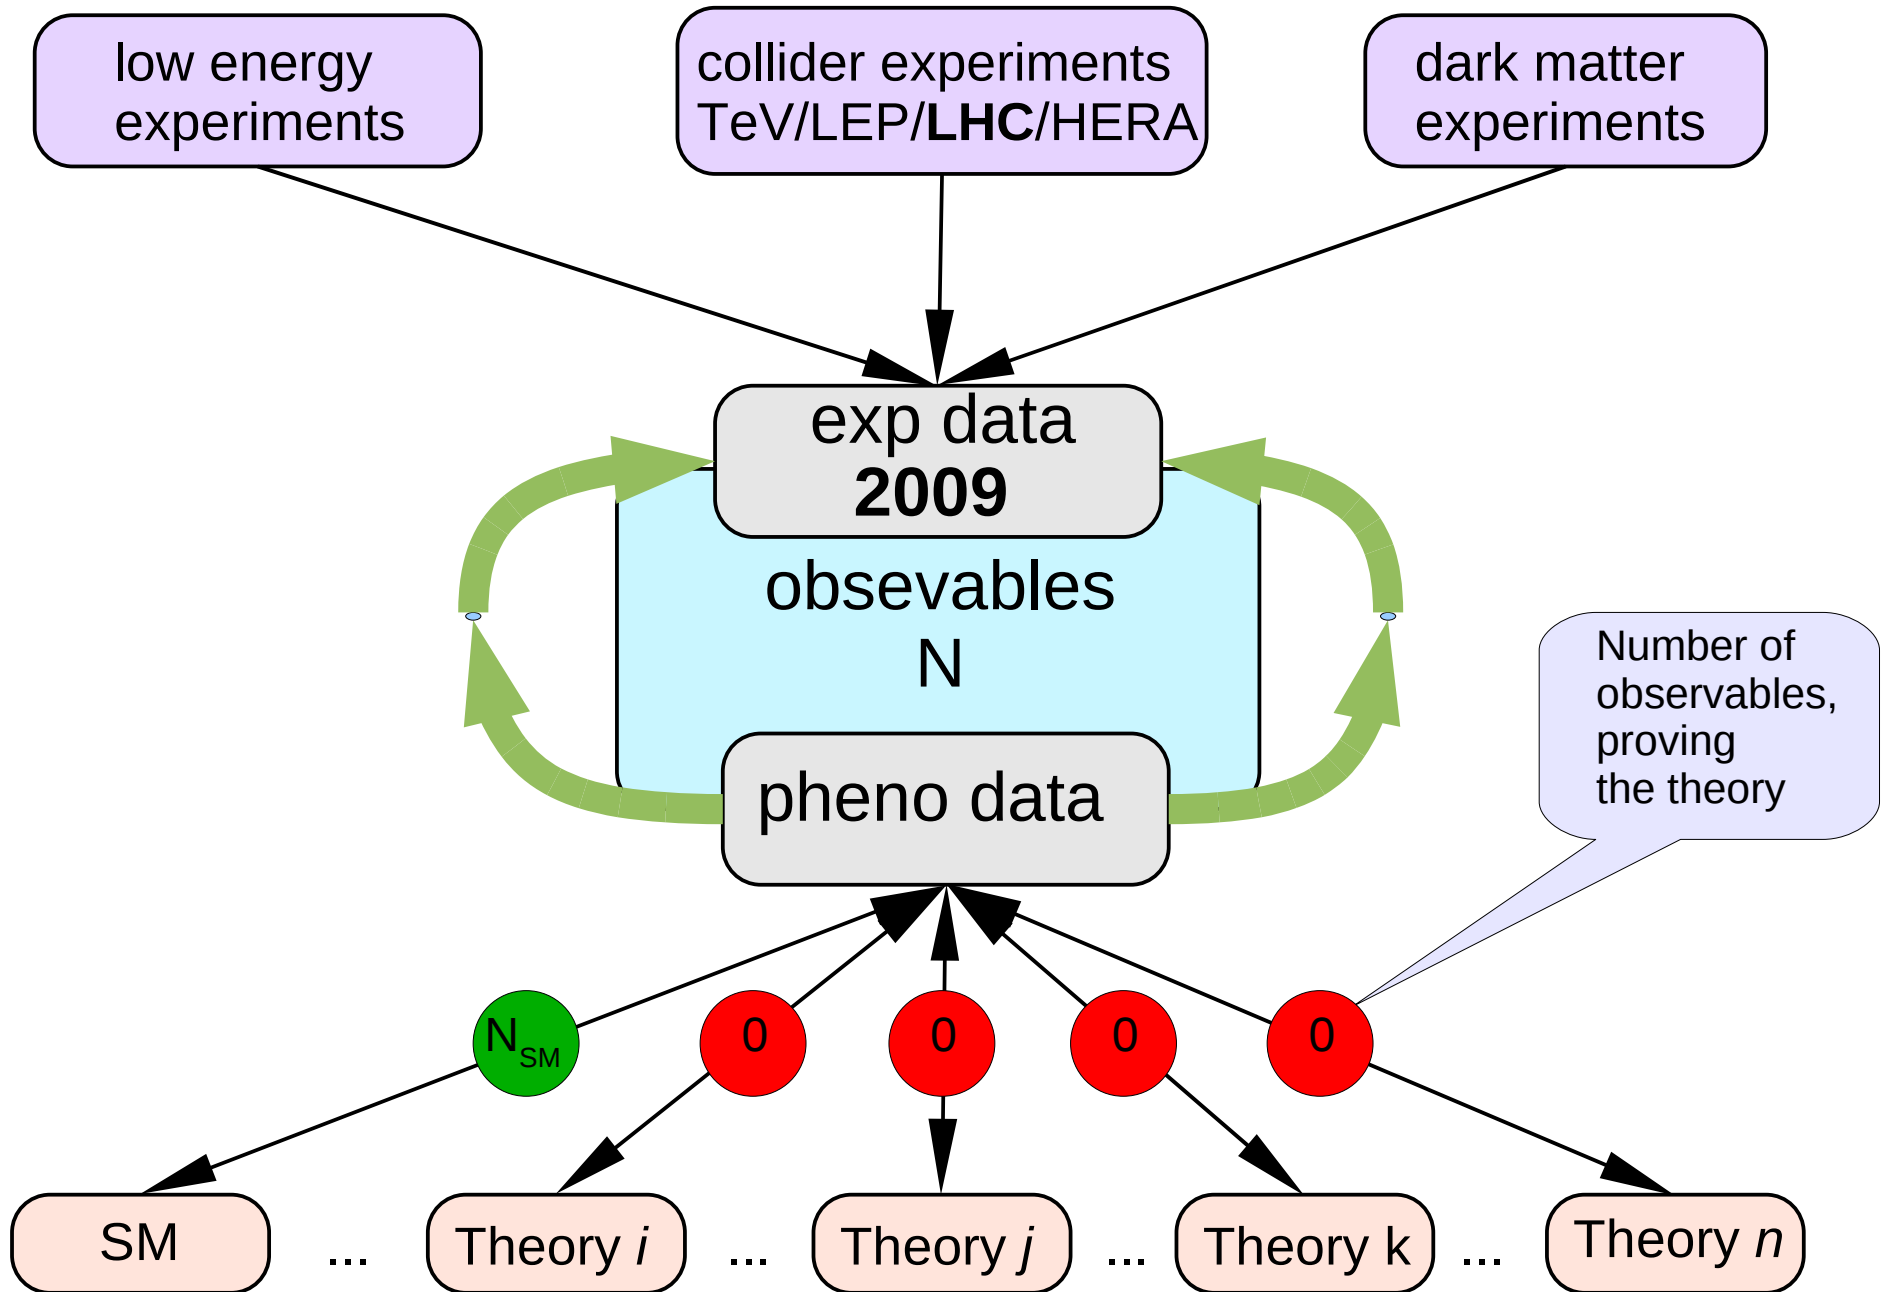 low energy
experiments
collider experiments
TeV/LEP/LHC/HERA
dark matter
experiments
exp data
2009
obsevables
N
pheno data
Number of
observables,
proving
the theory
N_SM
0
0
0
0
SM
...
Theory i
...
Theory j
...
Theory k
...
Theory n